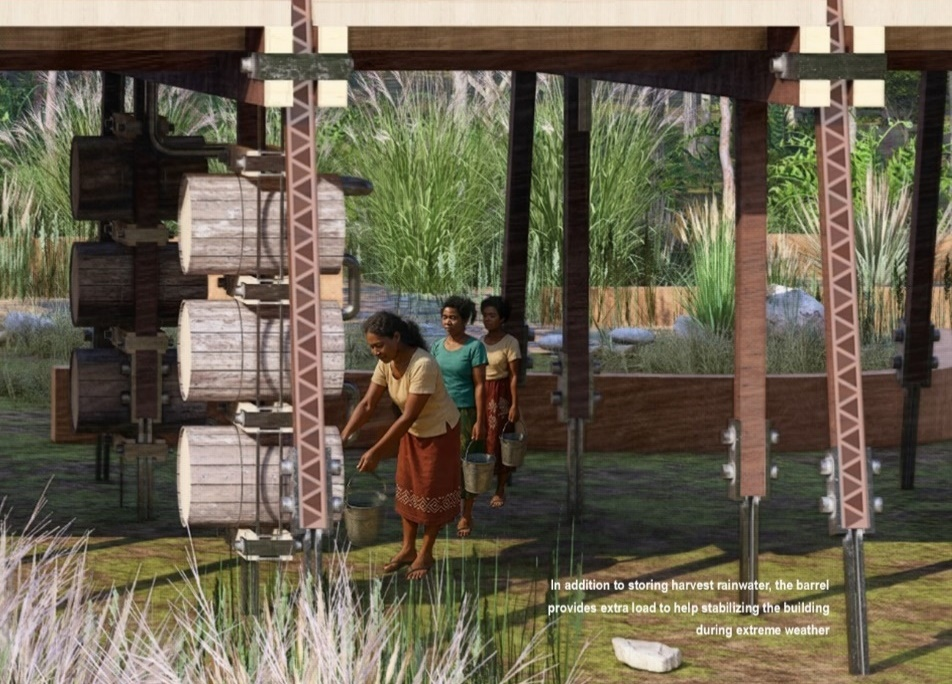 In addition to storing harvest rainwater, the barrel
provides extra load to help stabilizing the building
during extreme weather